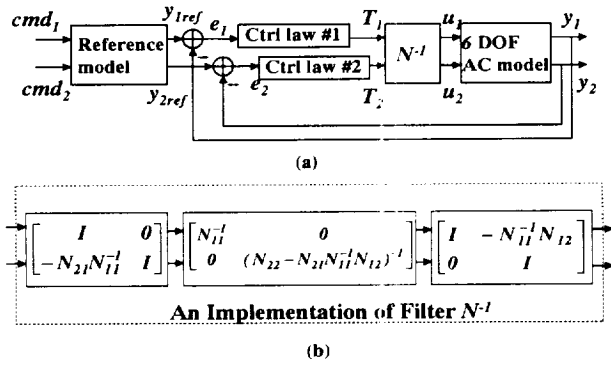 cmd₁
cmd₂
Reference
model
y₁ref
y₂ref
e₁
e₂
Ctrl law #1
Ctrl law #2
T₁
T₂
N⁻¹
u₁
u₂
6 DOF
AC model
y₁
y₂
(a)
I 0
−N₂₁N₁₁⁻¹ I
N₁₁⁻¹ 0
0 (N₂₂−N₂₁N₁₁⁻¹N₁₂)⁻¹
I −N₁₁⁻¹N₁₂
0 I
An Implementation of Filter N⁻¹
(b)